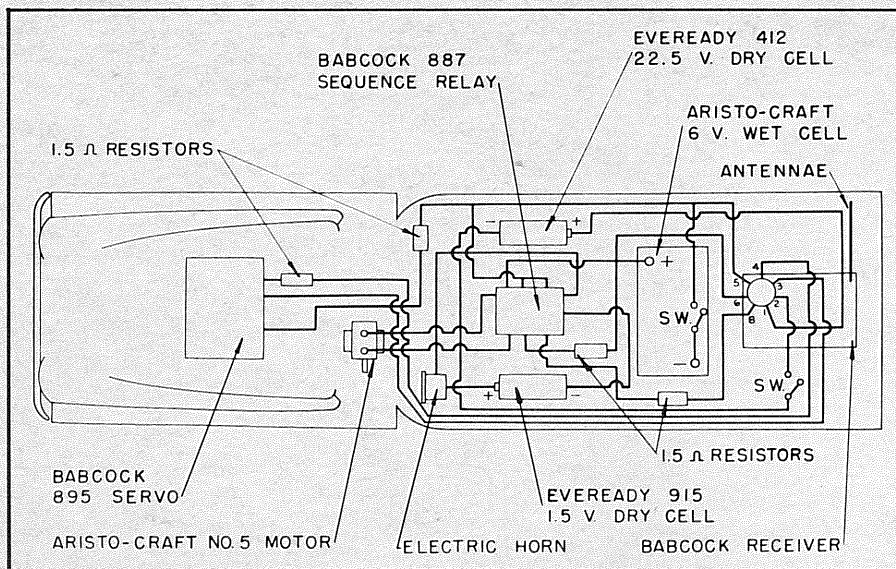 EVEREADY 412
22.5 V. DRY CELL
BABCOCK 887
SEQUENCE RELAY
ARISTO-CRAFT
6 V. WET CELL
1.5 Ω RESISTORS
ANTENNAE
- +
+
4
5 3
6 2
8 1
S.W.
-
S.W.
+ -
1.5 Ω RESISTORS
BABCOCK
895 SERVO
EVEREADY 915
1.5 V. DRY CELL
ARISTO-CRAFT NO. 5 MOTOR
ELECTRIC HORN
BABCOCK RECEIVER